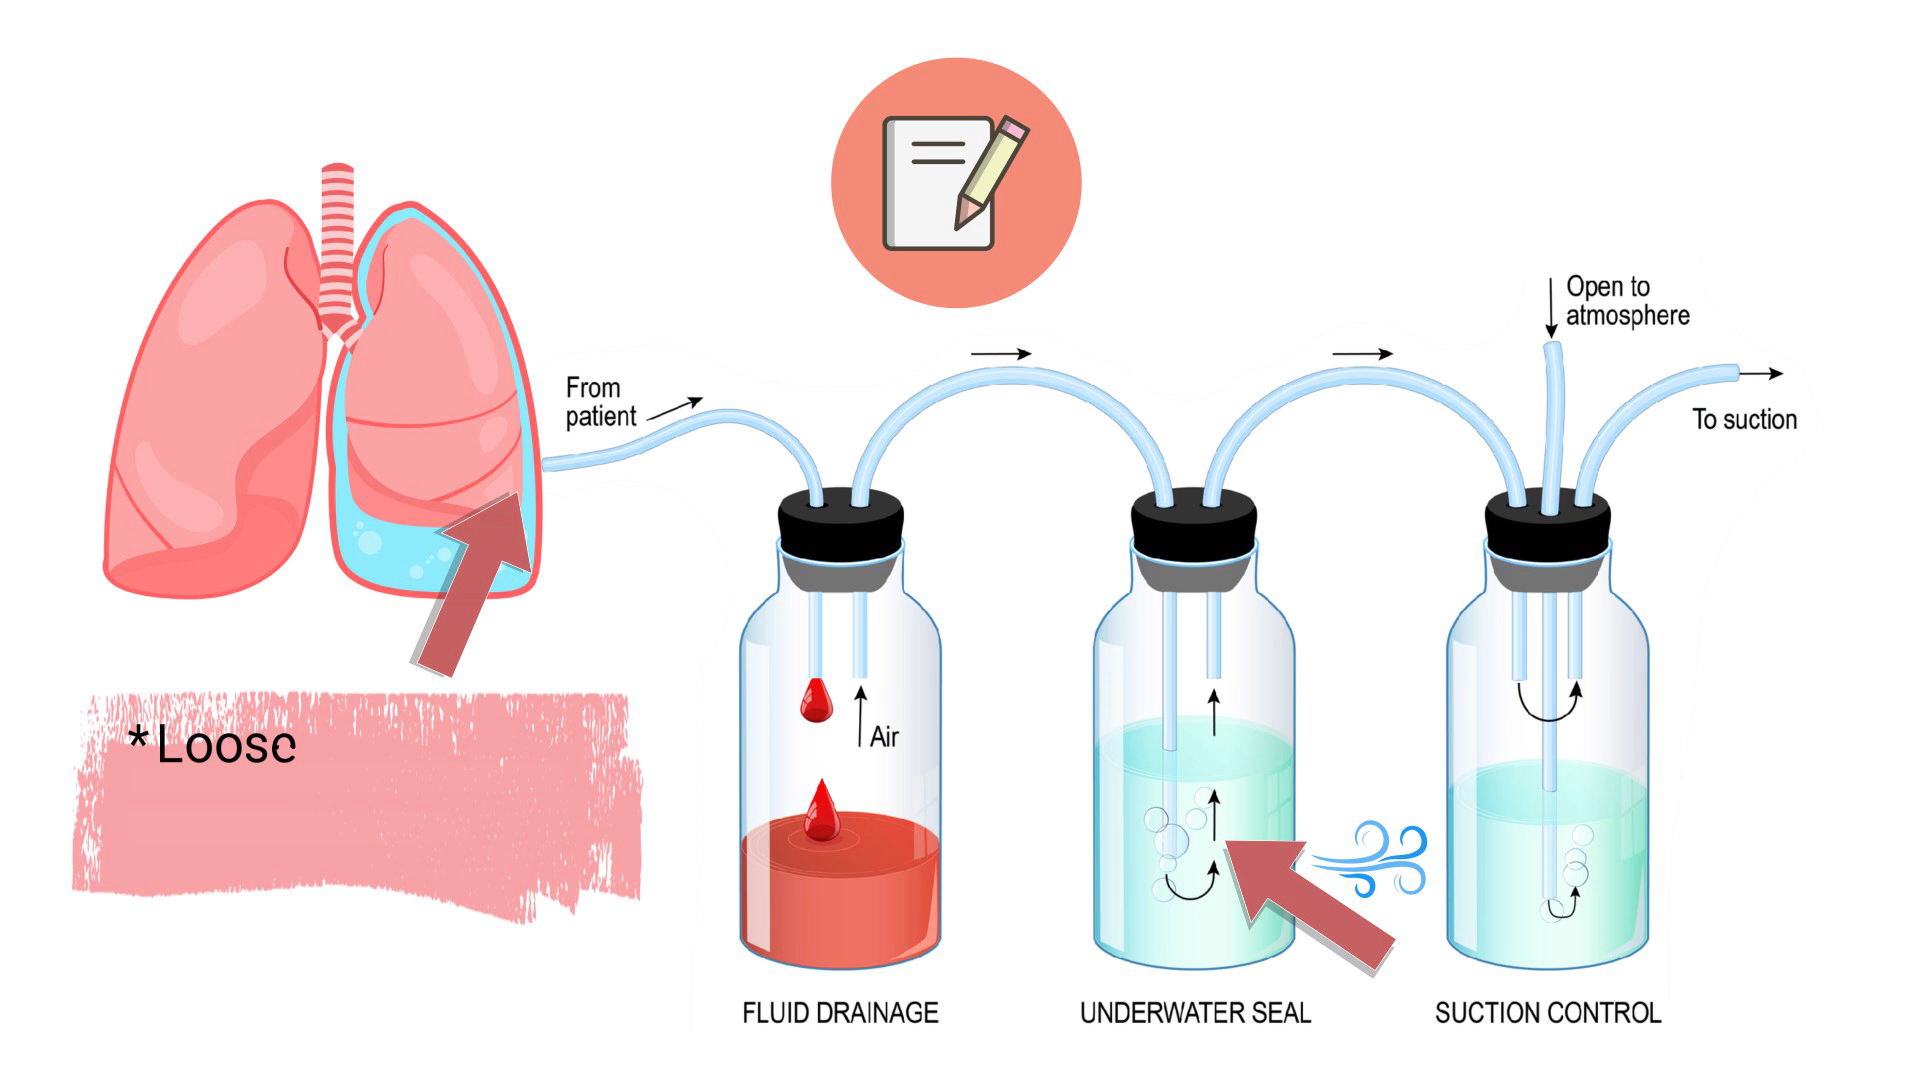 Open to
atmosphere
From
patient
To suction
*Loose
Air
FLUID DRAINAGE
UNDERWATER SEAL
SUCTION CONTROL